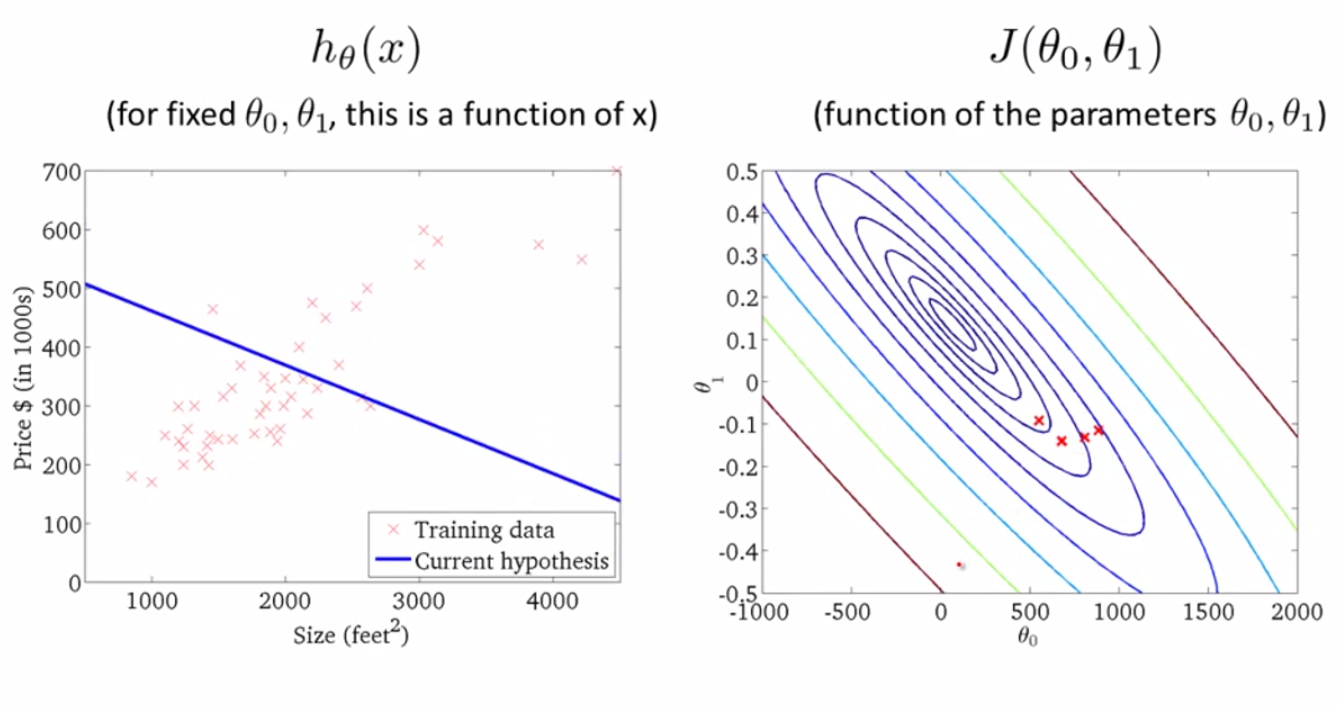 h_θ(x)
(for fixed θ₀, θ₁, this is a function of x)
700
600
500
400
300
200
100
0
Price $ (in 1000s)
1000 2000 3000 4000
Size (feet²)
Training data
Current hypothesis
J(θ₀, θ₁)
(function of the parameters θ₀, θ₁)
0.5
0.4
0.3
0.2
0.1
0
-0.1
-0.2
-0.3
-0.4
-0.5
θ₁
-1000 -500 0 500 1000 1500 2000
θ₀